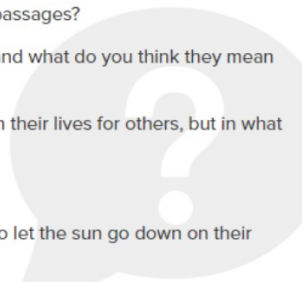 passages?
and what do you think they mean
their lives for others, but in what
let the sun go down on their